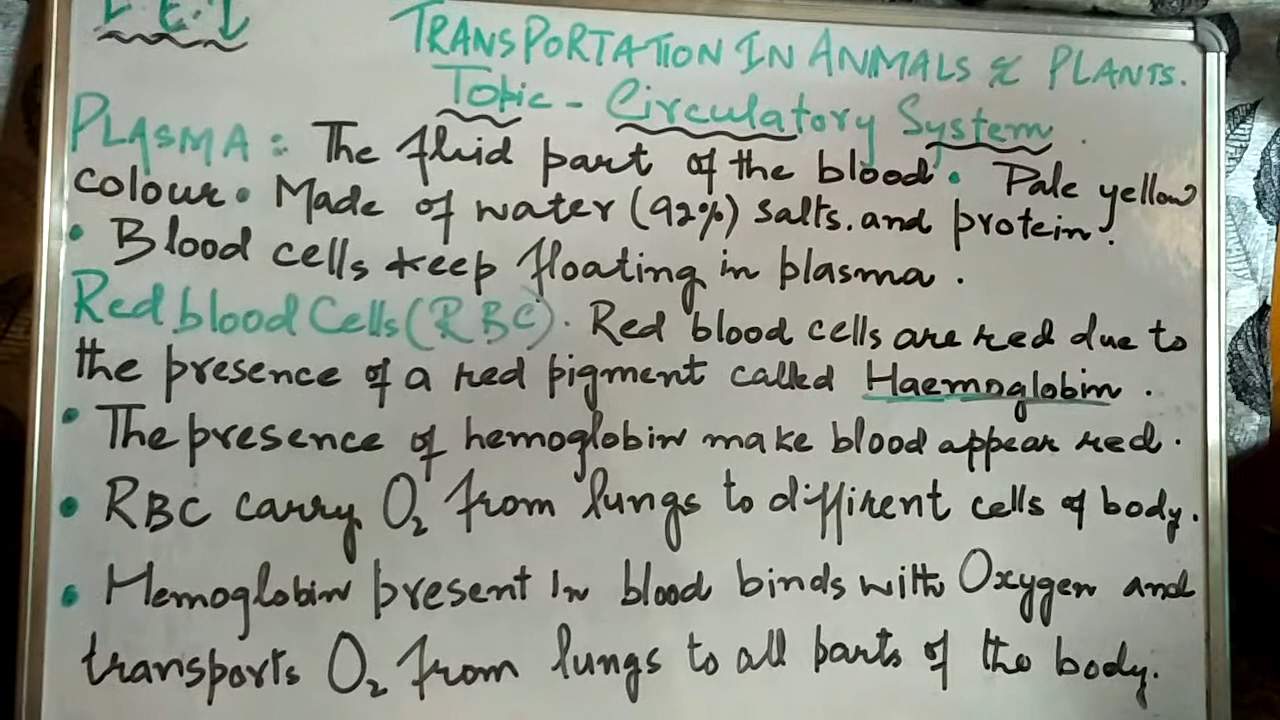 TRANSPORTATION IN ANIMALS & PLANTS.
Topic - Circulatory System.
PLASMA: The fluid part of the blood. Pale yellow
colour. Made of water (92%) salts. and protein.
• Blood cells keep floating in plasma.
Red blood Cells (RBC). Red blood cells are red due to
the presence of a red pigment called Haemoglobin.
• The presence of hemoglobin make blood appear red.
• RBC carry O₂ from lungs to diffirent cells of body.
• Hemoglobin present in blood binds with Oxygen and
transports O₂ from lungs to all parts of the body.